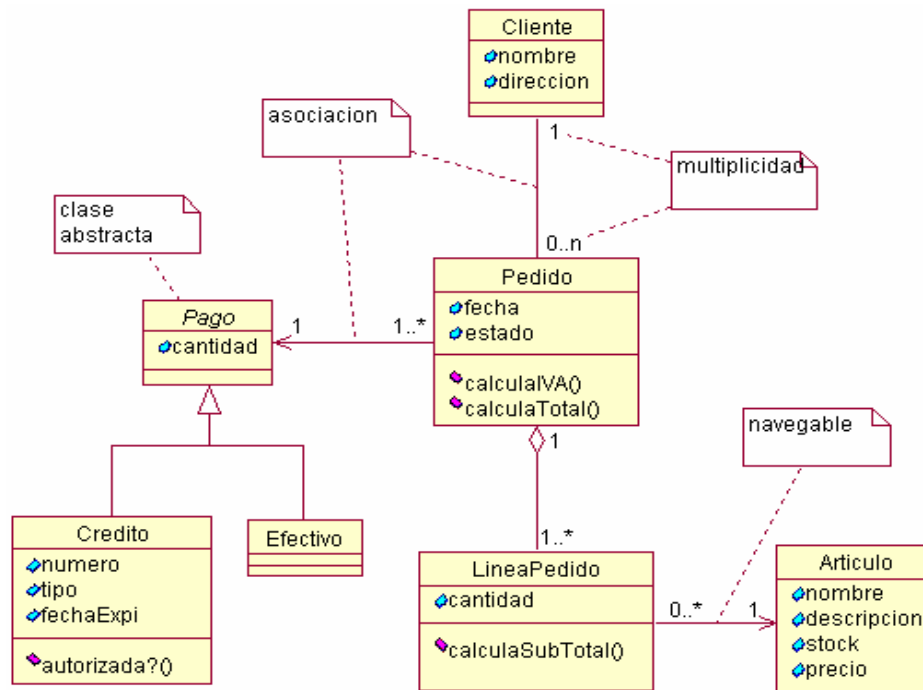 Cliente
nombre
direccion
asociacion
1
multiplicidad
clase
abstracta
0..n
Pedido
fecha
estado
calculaIVA()
calculaTotal()
Pago
cantidad
1
1..*
1
navegable
1..*
Credito
numero
tipo
fechaExpi
autorizada?()
Efectivo
LineaPedido
cantidad
calculaSubTotal()
0..*
1
Articulo
nombre
descripcion
stock
precio